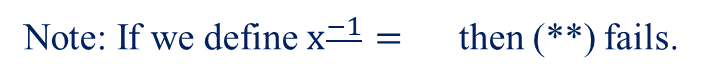 Note: If we define x⁻¹ = then (**) fails.